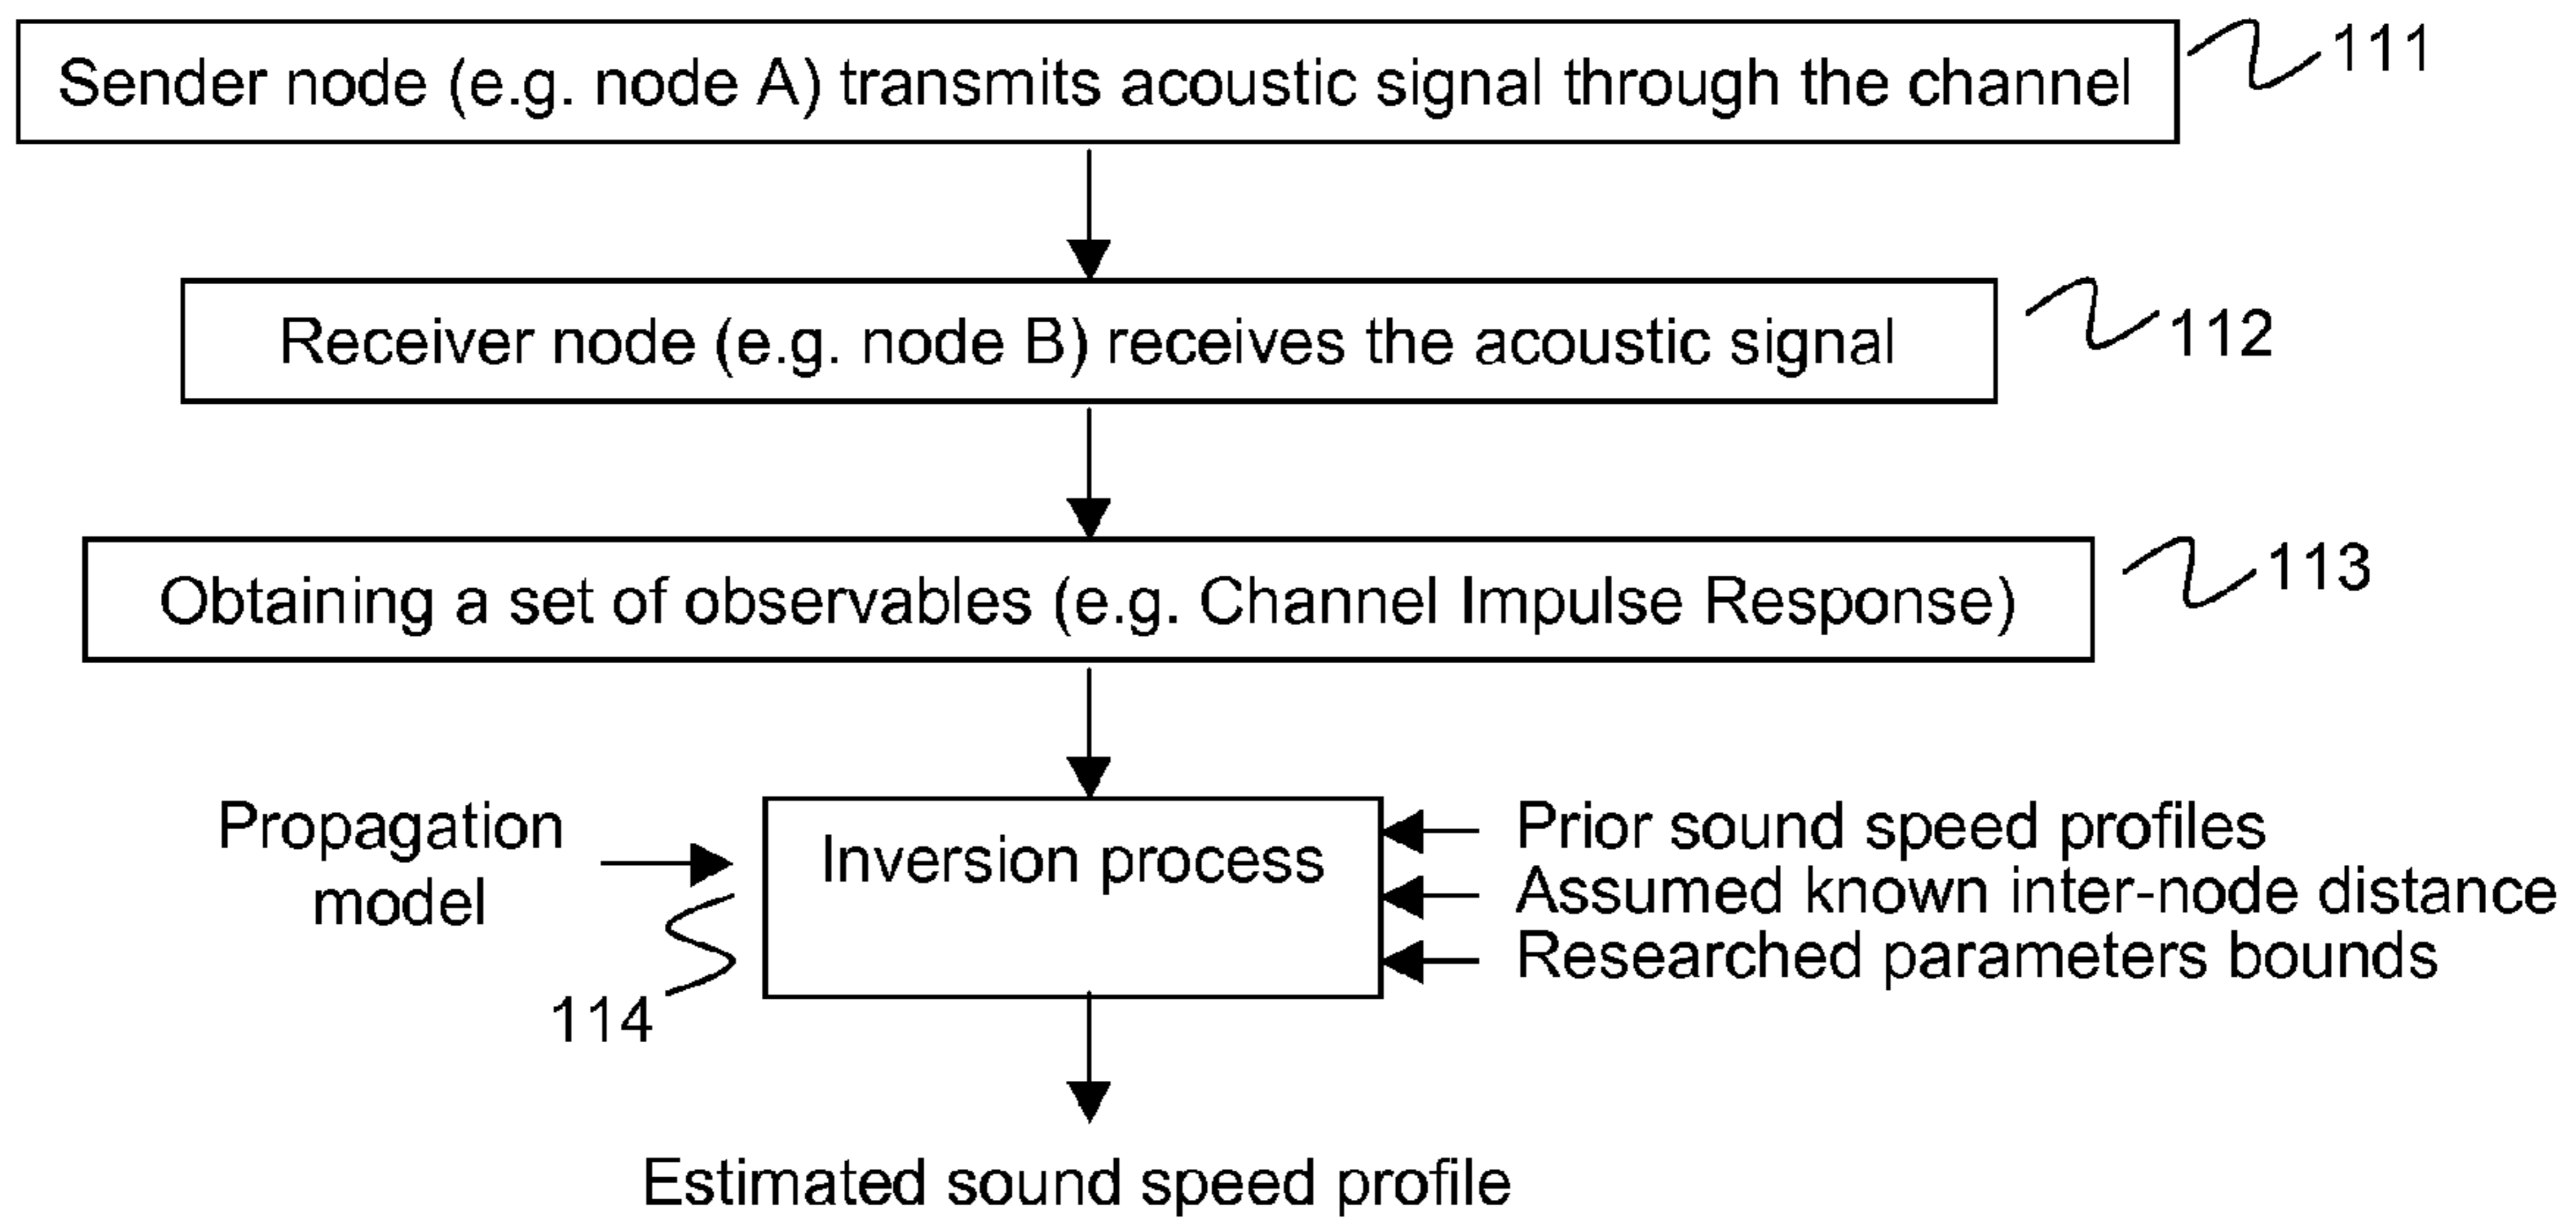 Sender node (e.g. node A) transmits acoustic signal through the channel
111
Receiver node (e.g. node B) receives the acoustic signal
112
Obtaining a set of observables (e.g. Channel Impulse Response)
113
Propagation
model
114
Inversion process
Prior sound speed profiles
Assumed known inter-node distance
Researched parameters bounds
Estimated sound speed profile